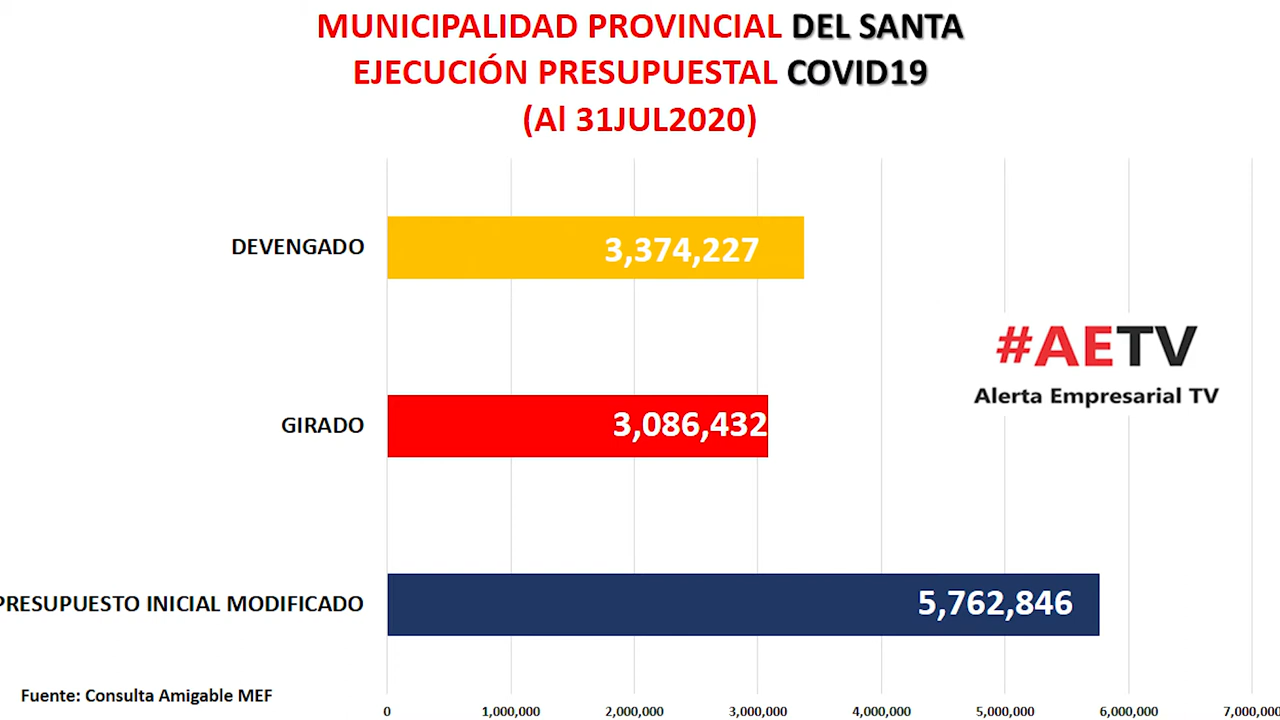 MUNICIPALIDAD PROVINCIAL DEL SANTA
EJECUCIÓN PRESUPUESTAL COVID19
(Al 31JUL2020)
DEVENGADO
3,374,227
#AETV
Alerta Empresarial TV
GIRADO
3,086,432
PRESUPUESTO INICIAL MODIFICADO
5,762,846
Fuente: Consulta Amigable MEF
0 1,000,000 2,000,000 3,000,000 4,000,000 5,000,000 6,000,000 7,000,000